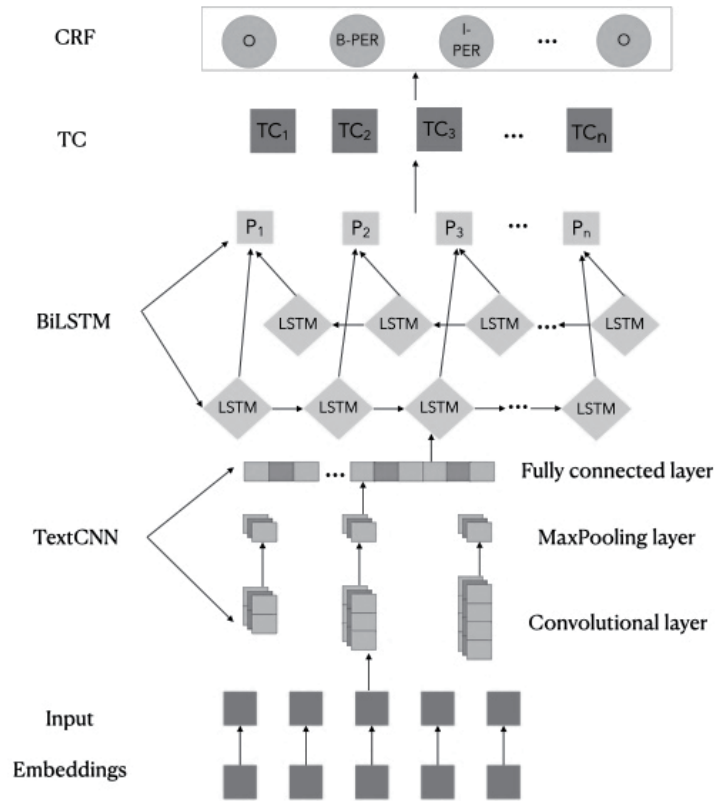 CRF
O B-PER I-PER ... O
TC
TC1 TC2 TC3 ... TCn
P1 P2 P3 ... Pn
BiLSTM
LSTM LSTM LSTM ... LSTM
LSTM LSTM LSTM ... LSTM
... Fully connected layer
TextCNN
MaxPooling layer
Convolutional layer
Input
Embeddings